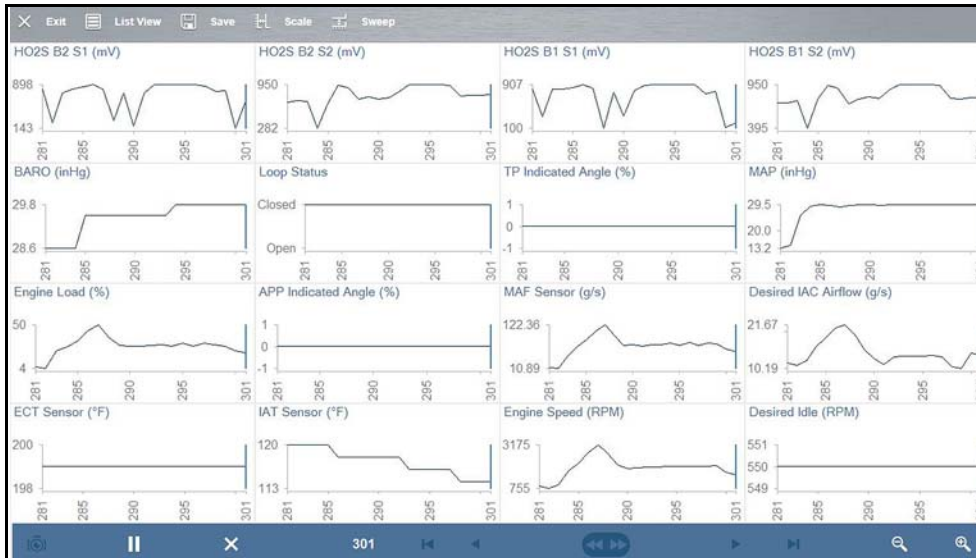 Exit List View Save Scale Sweep
HO2S B2 S1 (mV) HO2S B2 S2 (mV) HO2S B1 S1 (mV) HO2S B1 S2 (mV)
898 950 907 950
143 282 100 395
281 285 290 295 301 281 285 290 295 301 281 285 290 295 301 281 285 290 295 301
BARO (inHg) Loop Status TP Indicated Angle (%) MAP (inHg)
29.8 Closed 1 29.5
0 20.0
28.6 Open -1 13.2
281 285 290 295 301 281 285 290 295 301 281 285 290 295 301 281 285 290 295 301
Engine Load (%) APP Indicated Angle (%) MAF Sensor (g/s) Desired IAC Airflow (g/s)
50 1 122.36 21.67
0
4 -1 10.89 10.19
281 285 290 295 301 281 285 290 295 301 281 285 290 295 301 281 285 290 295 301
ECT Sensor (°F) IAT Sensor (°F) Engine Speed (RPM) Desired Idle (RPM)
200 120 3175 551
550
198 113 755 549
281 285 290 295 301 281 285 290 295 301 281 285 290 295 301 281 285 290 295 301
301